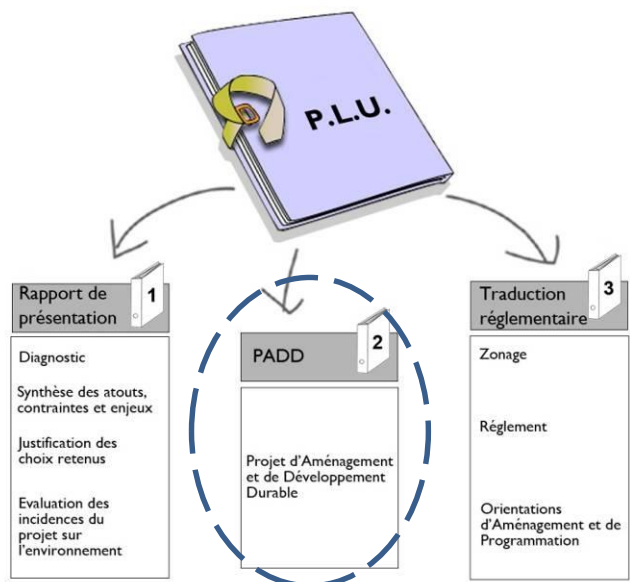 P.L.U.
Rapport de
présentation
1
Diagnostic
Synthèse des atouts,
contraintes et enjeux
Justification des
choix retenus
Evaluation des
incidences du
projet sur
l'environnement
PADD
2
Projet d'Aménagement
et de Développement
Durable
Traduction
réglementaire
3
Zonage
Réglement
Orientations
d'Aménagement et de
Programmation